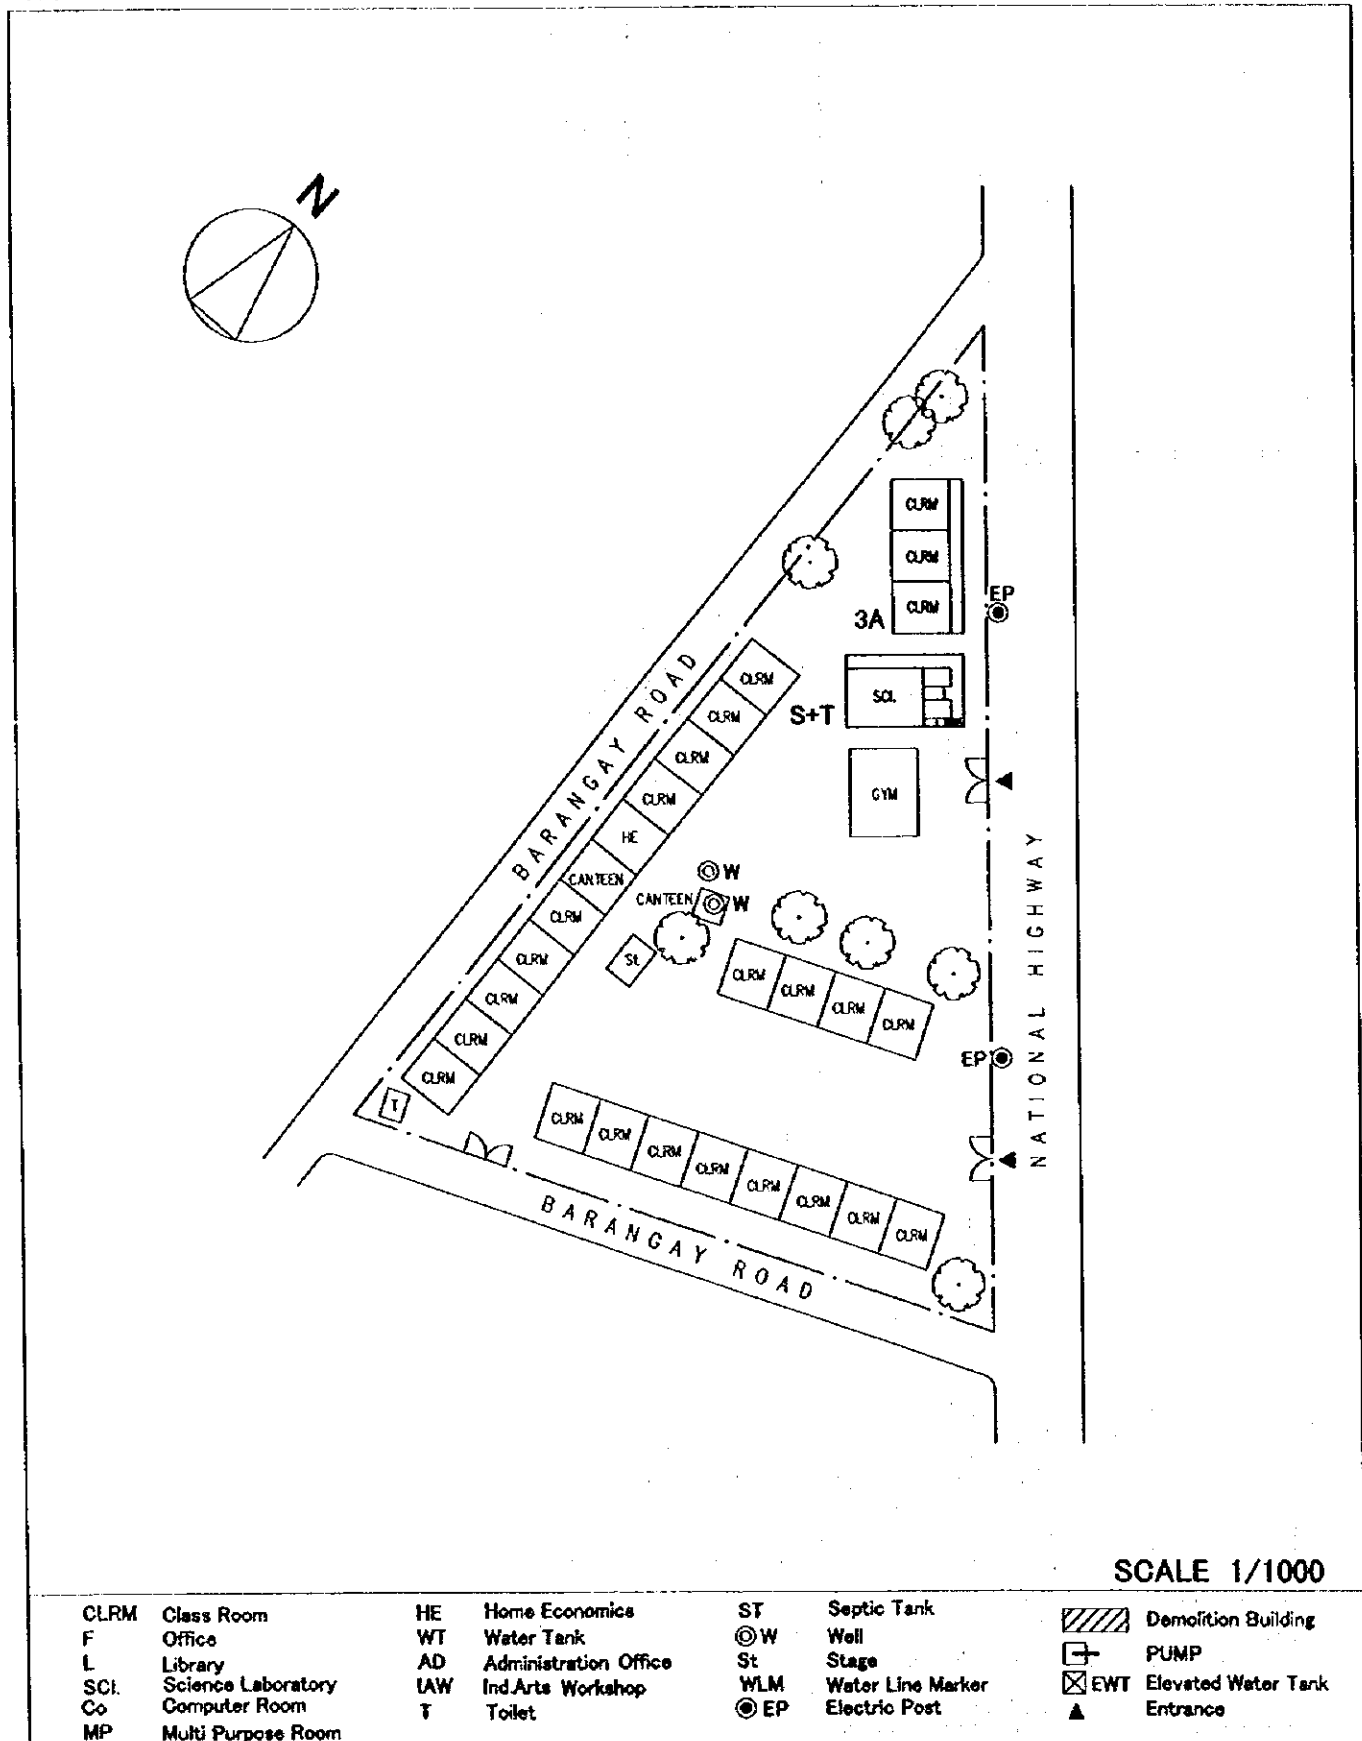 N
CLRM
CLRM
CLRM
3A
EP
SCI.
S+T
GYM
BARANGAY ROAD
CLRM
CLRM
CLRM
CLRM
HE
CANTEEN
CLRM
CLRM
CLRM
CLRM
CLRM
T
W
CANTEEN W
St
CLRM
CLRM
CLRM
CLRM
EP
NATIONAL HIGHWAY
CLRM
CLRM
CLRM
CLRM
CLRM
CLRM
CLRM
CLRM
BARANGAY ROAD
SCALE 1/1000
CLRM Class Room
F Office
L Library
SCI. Science Laboratory
Co Computer Room
MP Multi Purpose Room
HE Home Economics
WT Water Tank
AD Administration Office
IAW Ind.Arts Workshop
T Toilet
ST Septic Tank
W Well
St Stage
WLM Water Line Marker
EP Electric Post
Demolition Building
PUMP
EWT Elevated Water Tank
Entrance